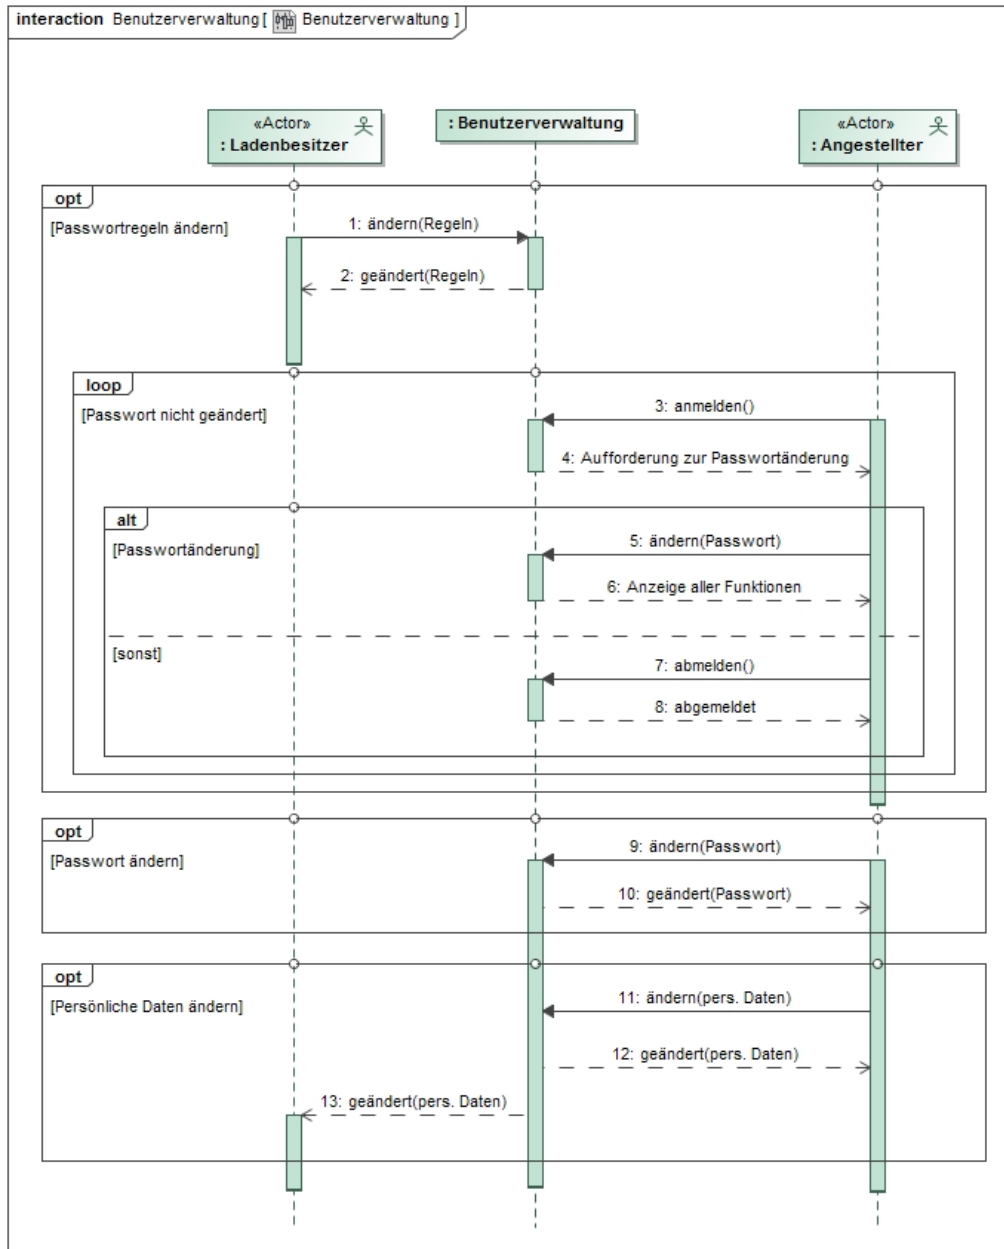 interaction Benutzerverwaltung [ Benutzerverwaltung ]
«Actor»
: Ladenbesitzer
: Benutzerverwaltung
«Actor»
: Angestellter
opt
[Passwortregeln ändern]
1: ändern(Regeln)
2: geändert(Regeln)
loop
[Passwort nicht geändert]
3: anmelden()
4: Aufforderung zur Passwortänderung
alt
[Passwortänderung]
5: ändern(Passwort)
6: Anzeige aller Funktionen
[sonst]
7: abmelden()
8: abgemeldet
opt
[Passwort ändern]
9: ändern(Passwort)
10: geändert(Passwort)
opt
[Persönliche Daten ändern]
11: ändern(pers. Daten)
12: geändert(pers. Daten)
13: geändert(pers. Daten)